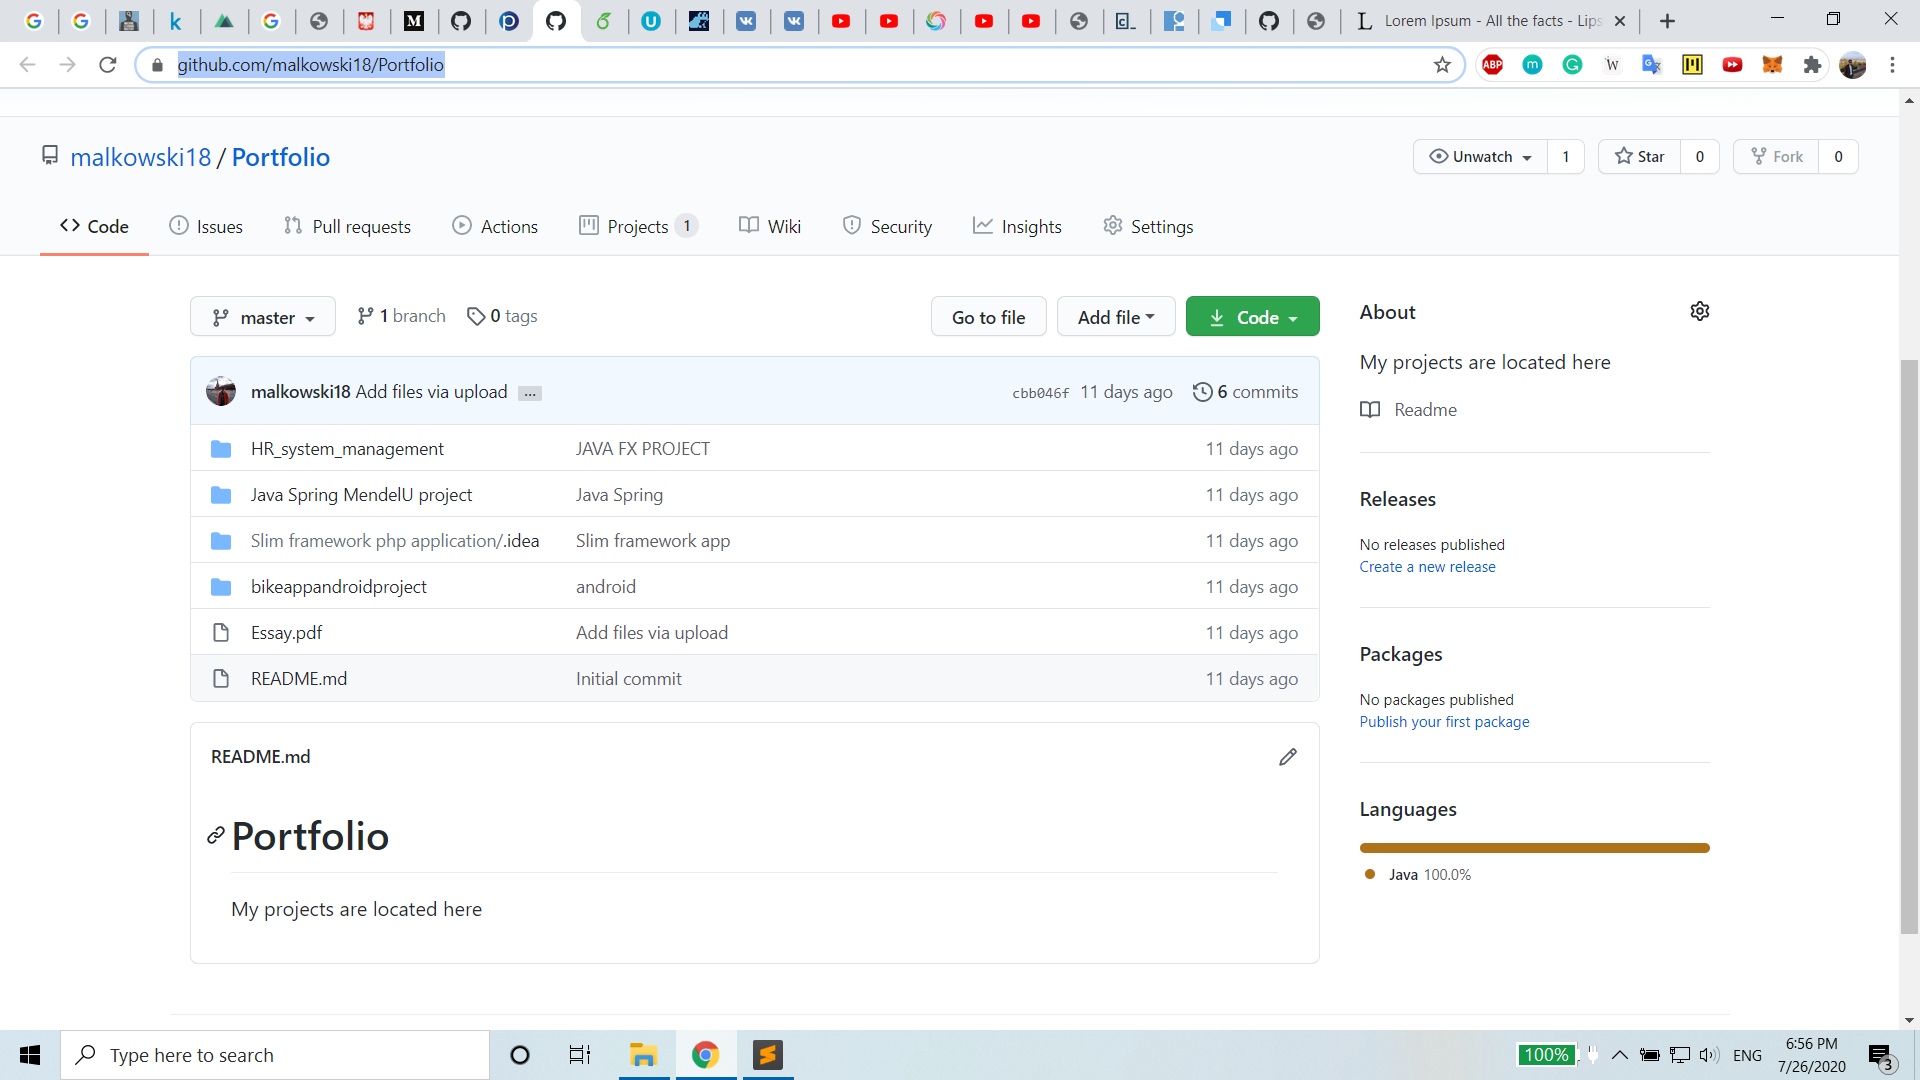 Lorem Ipsum - All the facts - Lips
github.com/malkowski18/Portfolio
malkowski18 / Portfolio
Unwatch 1
Star 0
Fork 0
Code
Issues
Pull requests
Actions
Projects 1
Wiki
Security
Insights
Settings
master
1 branch
0 tags
Go to file
Add file
Code
malkowski18 Add files via upload ...
cbb046f 11 days ago 6 commits
HR_system_management JAVA FX PROJECT 11 days ago
Java Spring MendelU project Java Spring 11 days ago
Slim framework php application/.idea Slim framework app 11 days ago
bikeappandroidproject android 11 days ago
Essay.pdf Add files via upload 11 days ago
README.md Initial commit 11 days ago
README.md
Portfolio
My projects are located here
About
My projects are located here
Readme
Releases
No releases published
Create a new release
Packages
No packages published
Publish your first package
Languages
Java 100.0%
Type here to search
100%
ENG
6:56 PM
7/26/2020
3